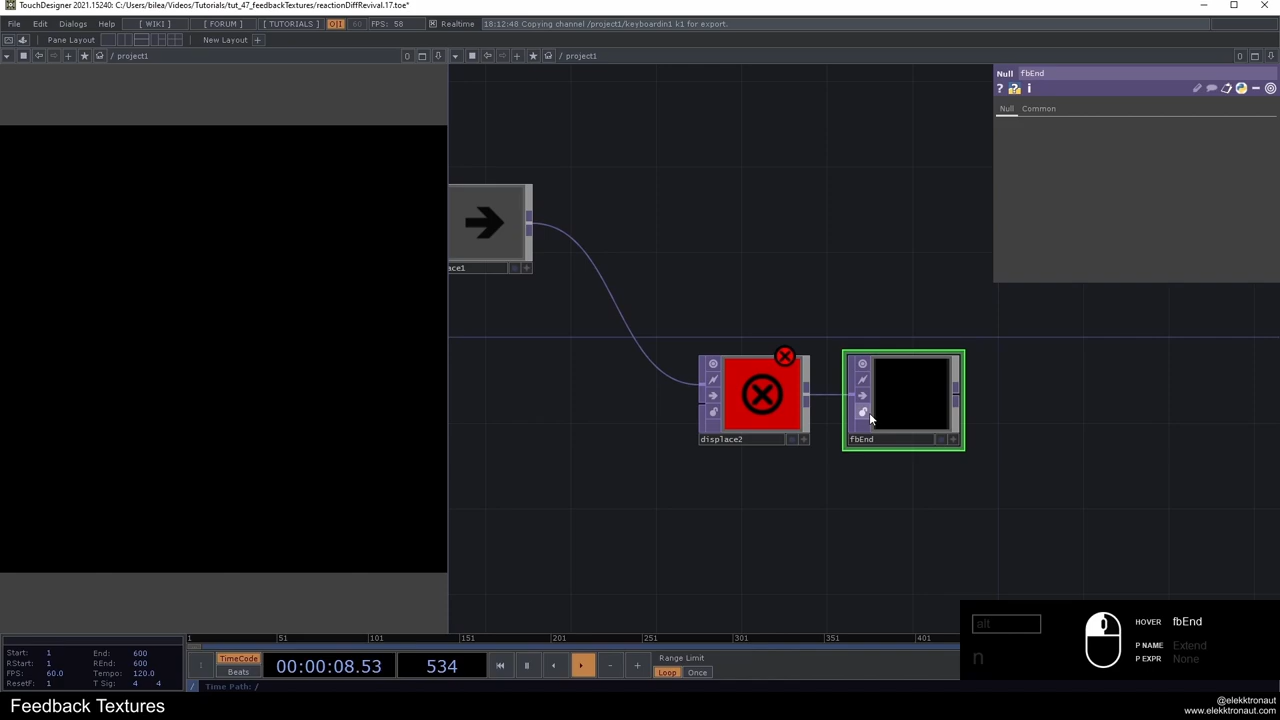 TouchDesigner 2021.15240: C:/Users/bilea/Videos/Tutorials/tut_47_feedbackTextures/reactionDiffRevival.17.toe*
File Edit Dialogs Help [ WIKI ] [ FORUM ] [ TUTORIALS ] O|I 60 FPS: 58 Realtime 18:12:48 Copying channel /project1/keyboardin1 k1 for export.
Pane Layout New Layout +
/ project1 0 / project1 0
Null fbEnd
? ? i
Null Common
ace1
displace2 fbEnd
alt
HOVER fbEnd
n
P NAME Extend
P EXPR None
1 51 101 151 201 251 301 351 401
Start: 1 End: 600
RStart: 1 REnd: 600
FPS: 60.0 Tempo: 120.0
ResetF: 1 T Sig: 4 4
TimeCode
Beats
00:00:08.53 534
Range Limit
Loop Once
/ Time Path: /
Feedback Textures
@elekktronaut
www.elekktronaut.com